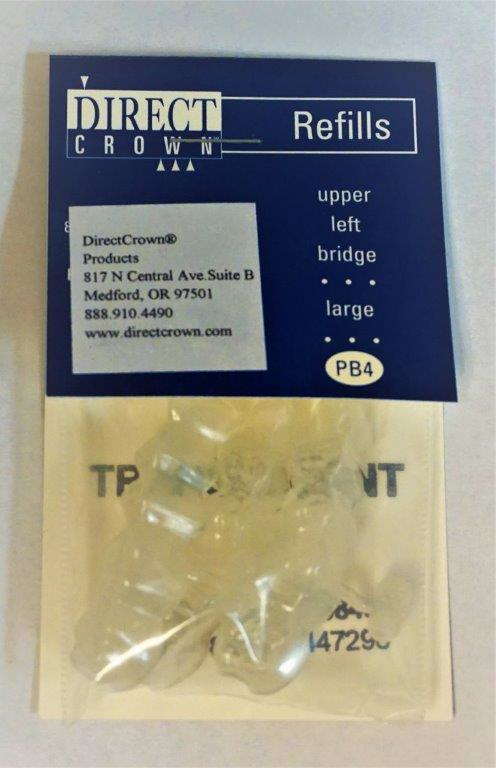 DIRECT
CROWN
Refills
upper
left
bridge
large
PB4
DirectCrown®
Products
817 N Central Ave.Suite B
Medford, OR 97501
888.910.4490
www.directcrown.com